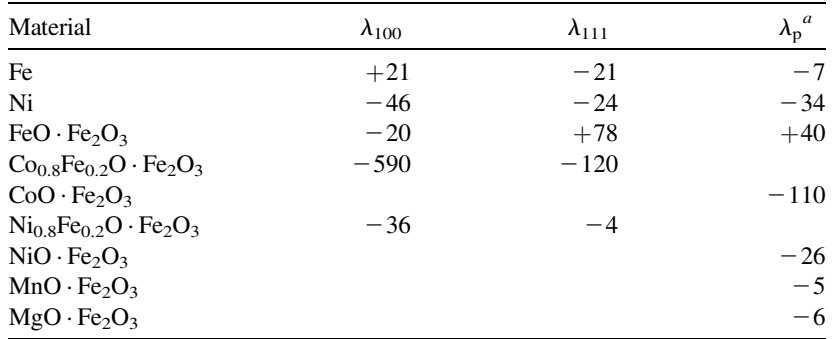 Material λ₁₀₀ λ₁₁₁ λₚᵃ
Fe +21 −21 −7
Ni −46 −24 −34
FeO · Fe₂O₃ −20 +78 +40
Co₀.₈Fe₀.₂O · Fe₂O₃ −590 −120
CoO · Fe₂O₃ −110
Ni₀.₈Fe₀.₂O · Fe₂O₃ −36 −4
NiO · Fe₂O₃ −26
MnO · Fe₂O₃ −5
MgO · Fe₂O₃ −6